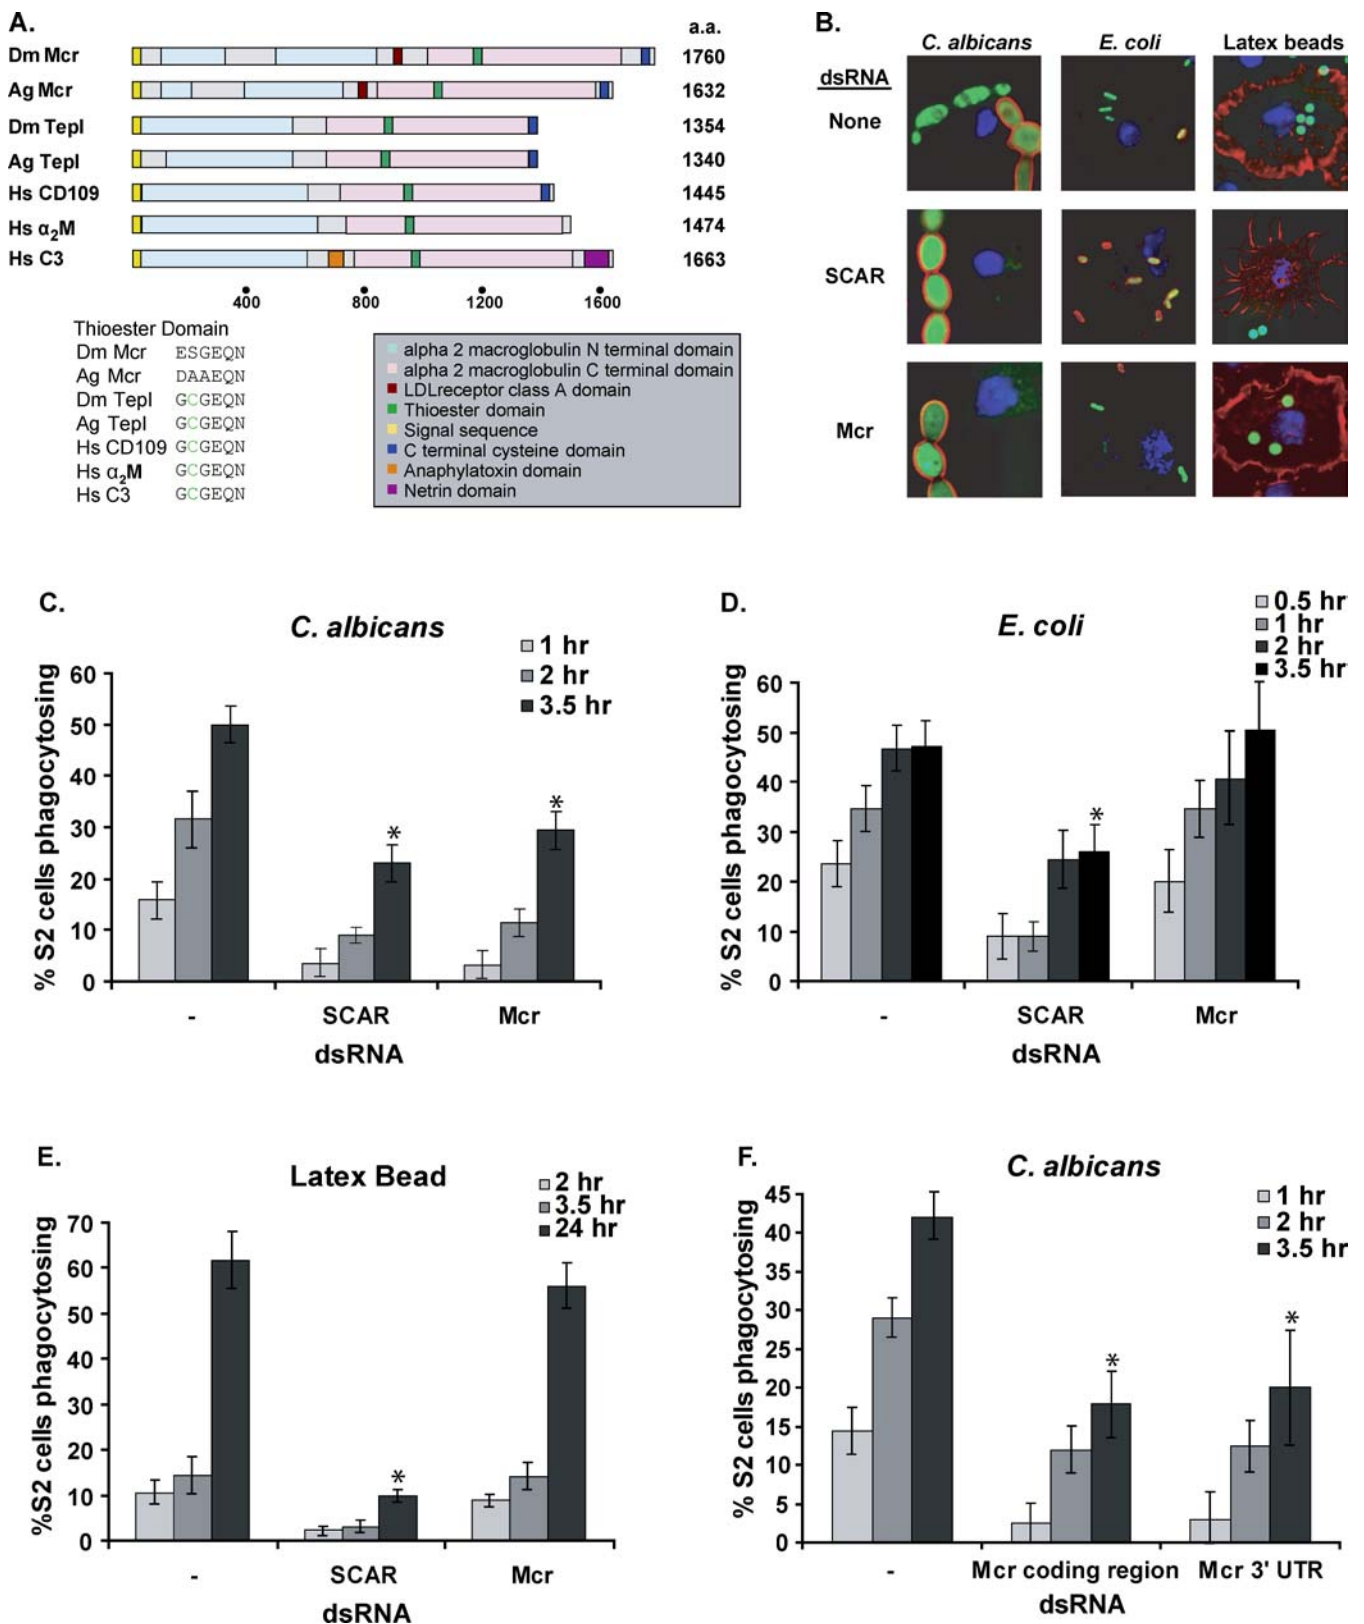 A.
a.a.
Dm Mcr 1760
Ag Mcr 1632
Dm TepI 1354
Ag TepI 1340
Hs CD109 1445
Hs α2M 1474
Hs C3 1663
400 800 1200 1600
Thioester Domain
Dm Mcr ESGEQN
Ag Mcr DAAEQN
Dm TepI GCGEQN
Ag TepI GCGEQN
Hs CD109 GCGEQN
Hs α2M GCGEQN
Hs C3 GCGEQN
alpha 2 macroglobulin N terminal domain
alpha 2 macroglobulin C terminal domain
LDLreceptor class A domain
Thioester domain
Signal sequence
C terminal cysteine domain
Anaphylatoxin domain
Netrin domain
B.
C. albicans E. coli Latex beads
dsRNA
None
SCAR
Mcr
C.
C. albicans
1 hr
2 hr
3.5 hr
% S2 cells phagocytosing
60
50
40
30
20
10
0
* *
- SCAR Mcr
dsRNA
D.
E. coli
0.5 hr
1 hr
2 hr
3.5 hr
% S2 cells phagocytosing
60
50
40
30
20
10
0
*
- SCAR Mcr
dsRNA
E.
Latex Bead
2 hr
3.5 hr
24 hr
%S2 cells phagocytosing
70
60
50
40
30
20
10
0
*
- SCAR Mcr
dsRNA
F.
C. albicans
1 hr
2 hr
3.5 hr
% S2 cells phagocytosing
45
40
35
30
25
20
15
10
5
0
* *
- Mcr coding region Mcr 3' UTR
dsRNA